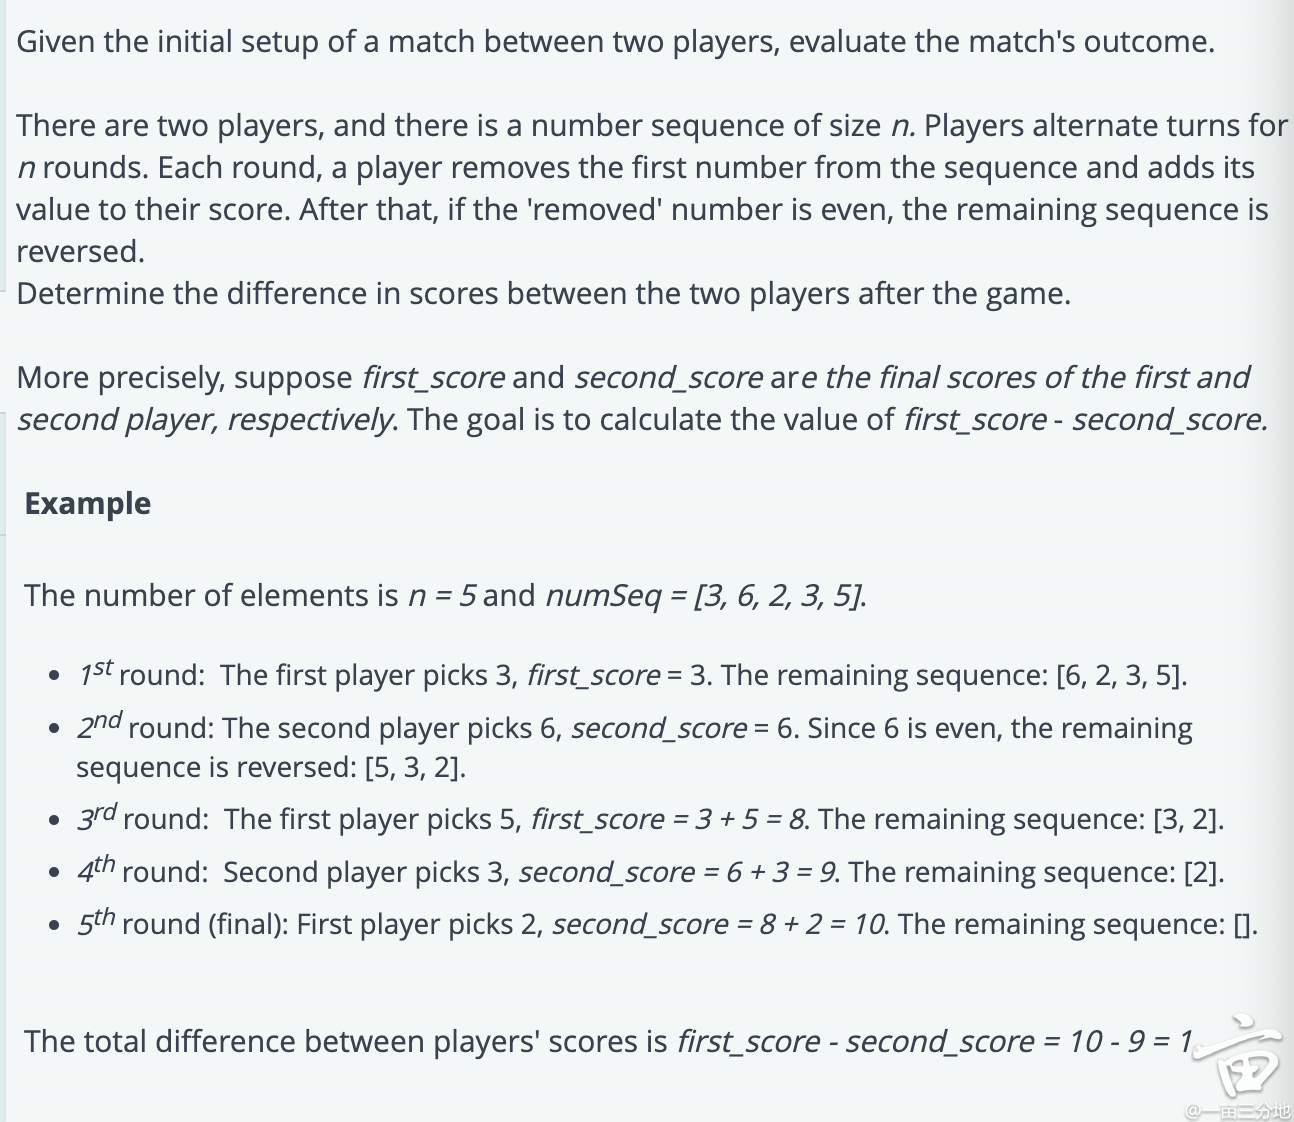 Given the initial setup of a match between two players, evaluate the match's outcome.
There are two players, and there is a number sequence of size n. Players alternate turns for
n rounds. Each round, a player removes the first number from the sequence and adds its
value to their score. After that, if the 'removed' number is even, the remaining sequence is
reversed.
Determine the difference in scores between the two players after the game.
More precisely, suppose first_score and second_score are the final scores of the first and
second player, respectively. The goal is to calculate the value of first_score - second_score.
Example
The number of elements is n = 5 and numSeq = [3, 6, 2, 3, 5].
• 1st round: The first player picks 3, first_score = 3. The remaining sequence: [6, 2, 3, 5].
• 2nd round: The second player picks 6, second_score = 6. Since 6 is even, the remaining
sequence is reversed: [5, 3, 2].
• 3rd round: The first player picks 5, first_score = 3 + 5 = 8. The remaining sequence: [3, 2].
• 4th round: Second player picks 3, second_score = 6 + 3 = 9. The remaining sequence: [2].
• 5th round (final): First player picks 2, second_score = 8 + 2 = 10. The remaining sequence: [].
The total difference between players' scores is first_score - second_score = 10 - 9 = 1
亩
@一亩三分地